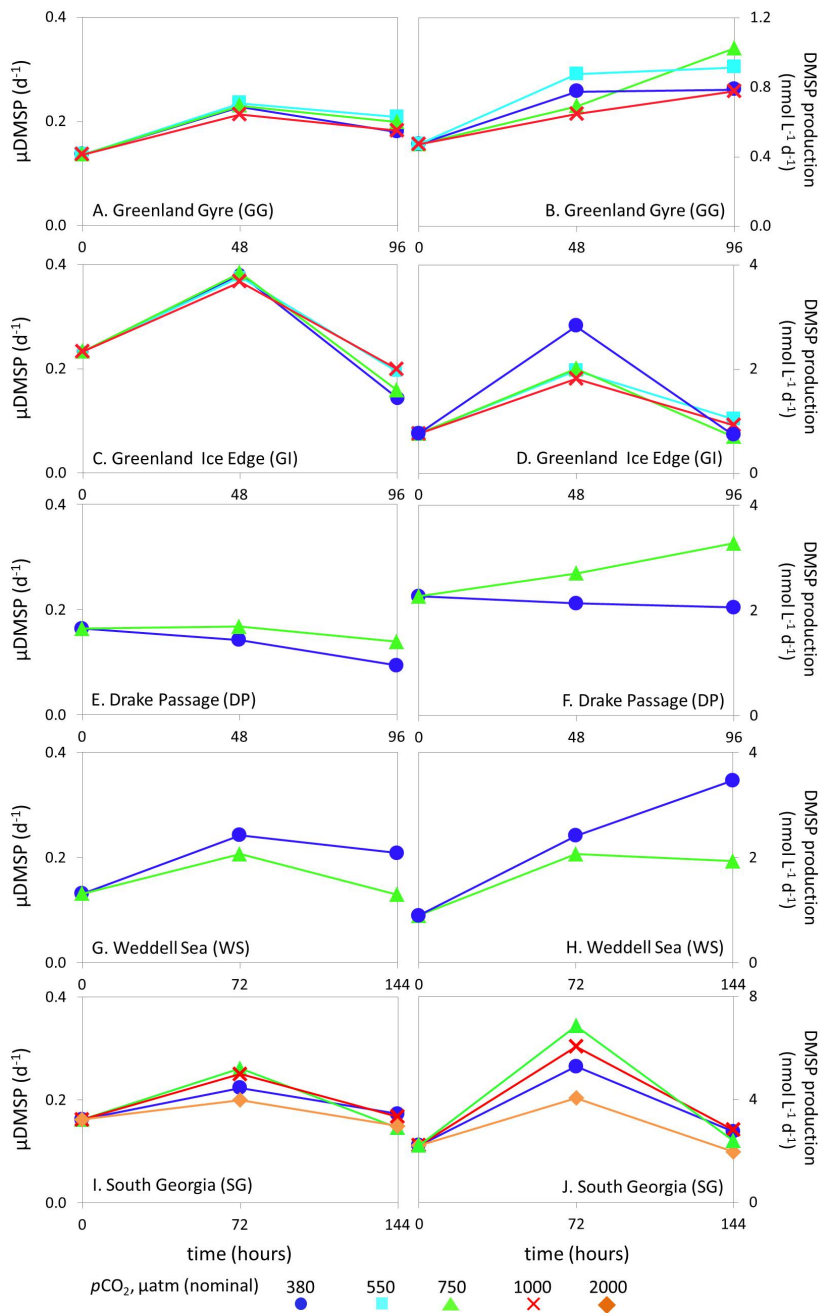 0.4
0.2
0.0
µDMSP (d-1)
A. Greenland Gyre (GG)
0 48 96
1.2
0.8
0.4
0.0
DMSP production
(nmol L-1 d-1)
B. Greenland Gyre (GG)
0 48 96
0.4
0.2
0.0
µDMSP (d-1)
C. Greenland Ice Edge (GI)
0 48 96
4
2
0
DMSP production
(nmol L-1 d-1)
D. Greenland Ice Edge (GI)
0 48 96
0.4
0.2
0.0
µDMSP (d-1)
E. Drake Passage (DP)
0 48 96
4
2
0
DMSP production
(nmol L-1 d-1)
F. Drake Passage (DP)
0 48 96
0.4
0.2
0.0
µDMSP (d-1)
G. Weddell Sea (WS)
0 72 144
4
2
0
DMSP production
(nmol L-1 d-1)
H. Weddell Sea (WS)
0 72 144
0.4
0.2
0.0
µDMSP (d-1)
I. South Georgia (SG)
0 72 144
time (hours)
8
4
0
DMSP production
(nmol L-1 d-1)
J. South Georgia (SG)
0 72 144
time (hours)
pCO2, µatm (nominal) 380 550 750 1000 2000